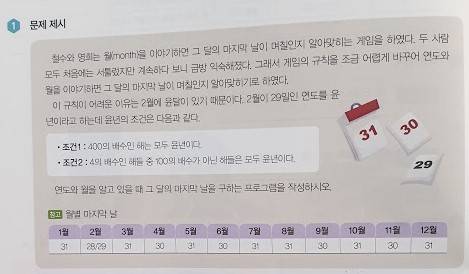 1 문제 제시
철수와 영희는 월(month)을 이야기하면 그 달의 마지막 날이 며칠인지 알아맞히는 게임을 하였다. 두 사람
모두 처음에는 서툴렀지만 계속하다 보니 금방 익숙해졌다. 그래서 게임의 규칙을 조금 어렵게 바꾸어 연도와
월을 이야기하면 그 달의 마지막 날이 며칠인지 알아맞히기로 하였다.
이 규칙이 어려운 이유는 2월에 윤달이 있기 때문이다. 2월이 29일인 연도를 윤
년이라고 하는데 윤년의 조건은 다음과 같다.
31
30
29
• 조건1 : 400의 배수인 해는 모두 윤년이다.
• 조건2 : 4의 배수인 해들 중 100의 배수가 아닌 해들은 모두 윤년이다.
연도와 월을 알고 있을 때 그 달의 마지막 날을 구하는 프로그램을 작성하시오.
참고 월별 마지막 날
1월 2월 3월 4월 5월 6월 7월 8월 9월 10월 11월 12월
31 28/29 31 30 31 30 31 31 30 31 30 31